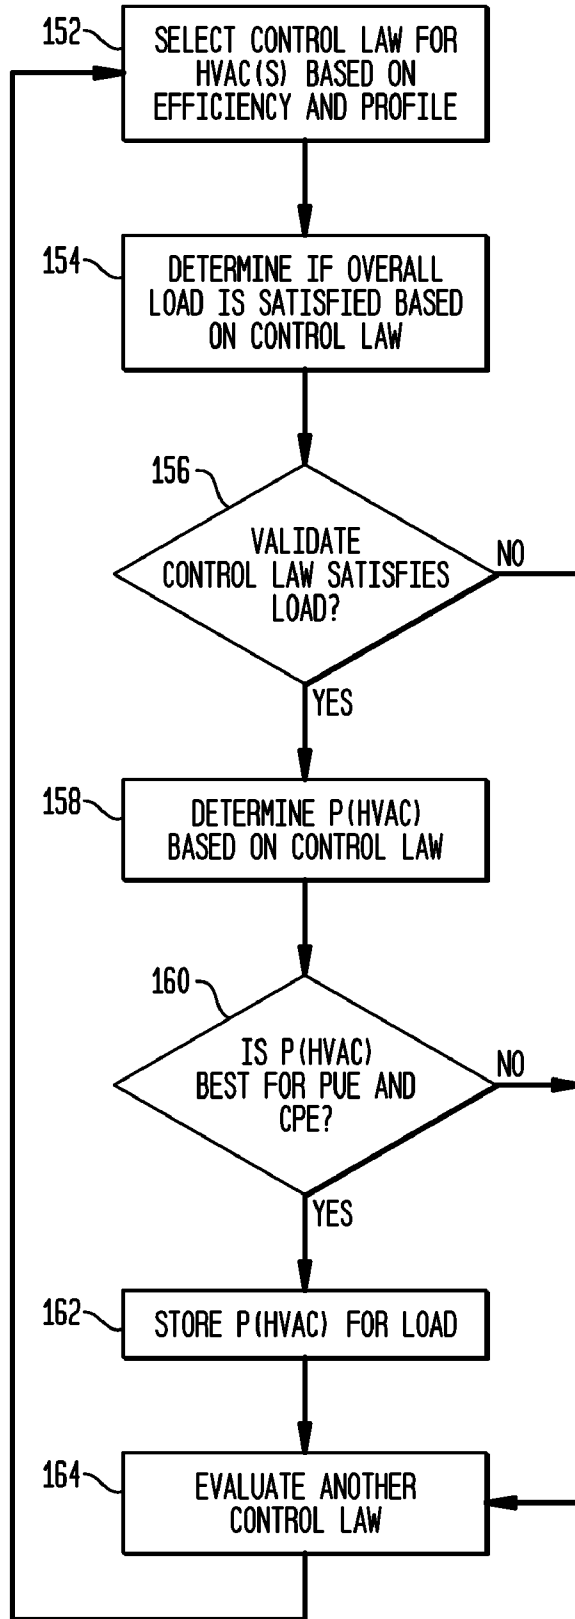 152
SELECT CONTROL LAW FOR
HVAC(S) BASED ON
EFFICIENCY AND PROFILE
154
DETERMINE IF OVERALL
LOAD IS SATISFIED BASED
ON CONTROL LAW
156
VALIDATE
CONTROL LAW SATISFIES
LOAD?
NO
YES
158
DETERMINE P(HVAC)
BASED ON CONTROL LAW
160
IS P(HVAC)
BEST FOR PUE AND
CPE?
NO
YES
162
STORE P(HVAC) FOR LOAD
164
EVALUATE ANOTHER
CONTROL LAW